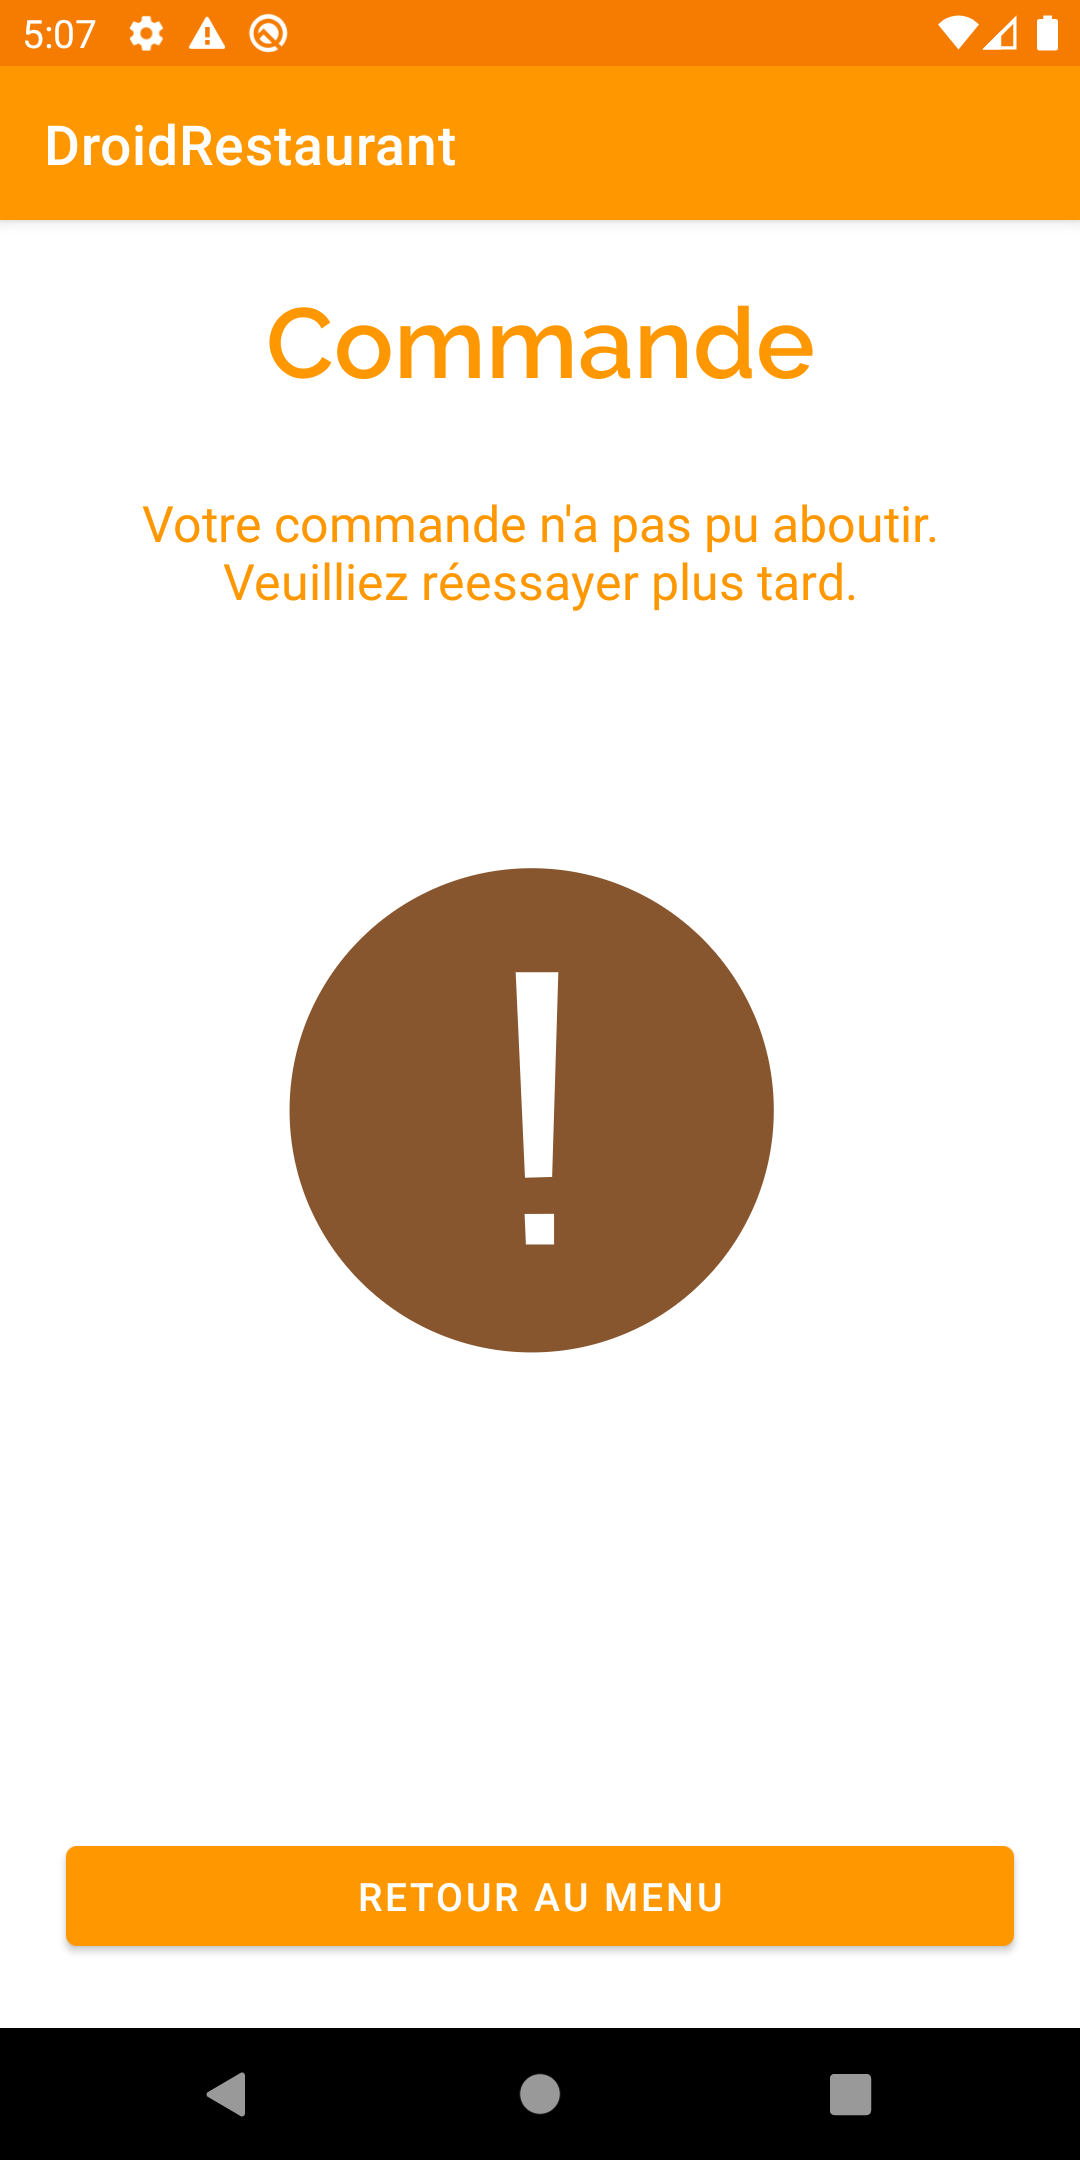 5:07
DroidRestaurant
Commande
Votre commande n'a pas pu aboutir.
Veuilliez réessayer plus tard.
!
RETOUR AU MENU